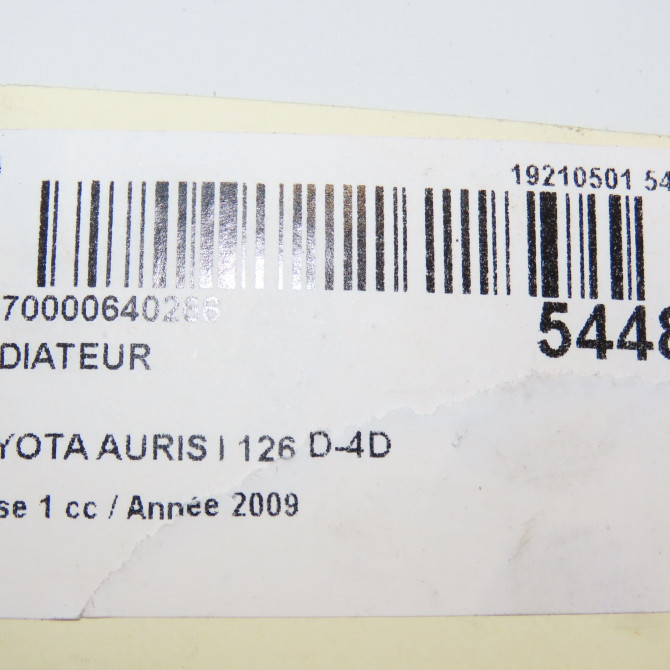 19210501 54
70000640286
5448
DIATEUR
YOTA AURIS I 126 D-4D
se 1 cc / Année 2009